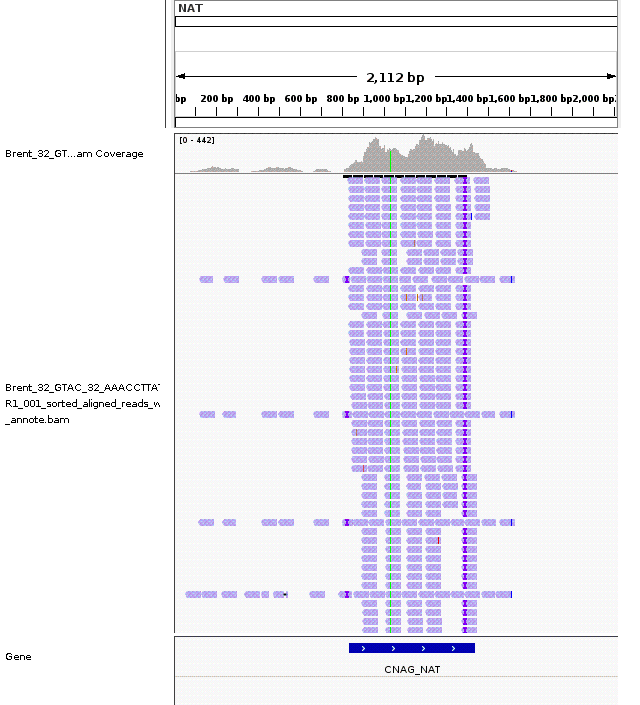 NAT
2,112 bp
bp 200 bp 400 bp 600 bp 800 bp 1,000 bp 1,200 bp 1,400 bp 1,600 bp 1,800 bp 2,000 bp 2
[0 - 442]
Brent_32_GT...am Coverage
Brent_32_GTAC_32_AAACCTTAT
R1_001_sorted_aligned_reads_w
_annote.bam
Gene
CNAG_NAT